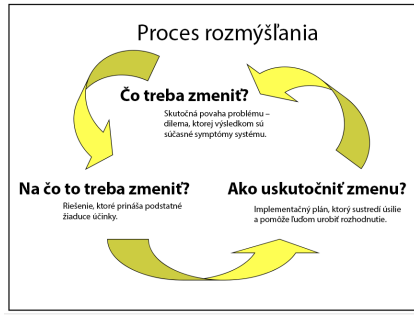 Proces rozmýšľania
Čo treba zmeniť?
Skutočná povaha problému –
dilema, ktorej výsledkom sú
súčasné symptómy systému.
Na čo to treba zmeniť?
Riešenie, ktoré prináša podstatné
žiaduce účinky.
Ako uskutočniť zmenu?
Implementačný plán, ktorý sustredí úsilie
a pomôže ľuďom urobiť rozhodnutie.